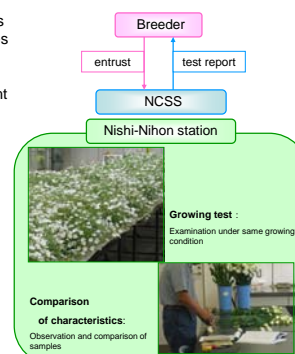 s
s
nt
Breeder
entrust
test report
NCSS
Nishi-Nihon station
Growing test :
Examination under same growing
condition
Comparison
of characteristics:
Observation and comparison of
samples